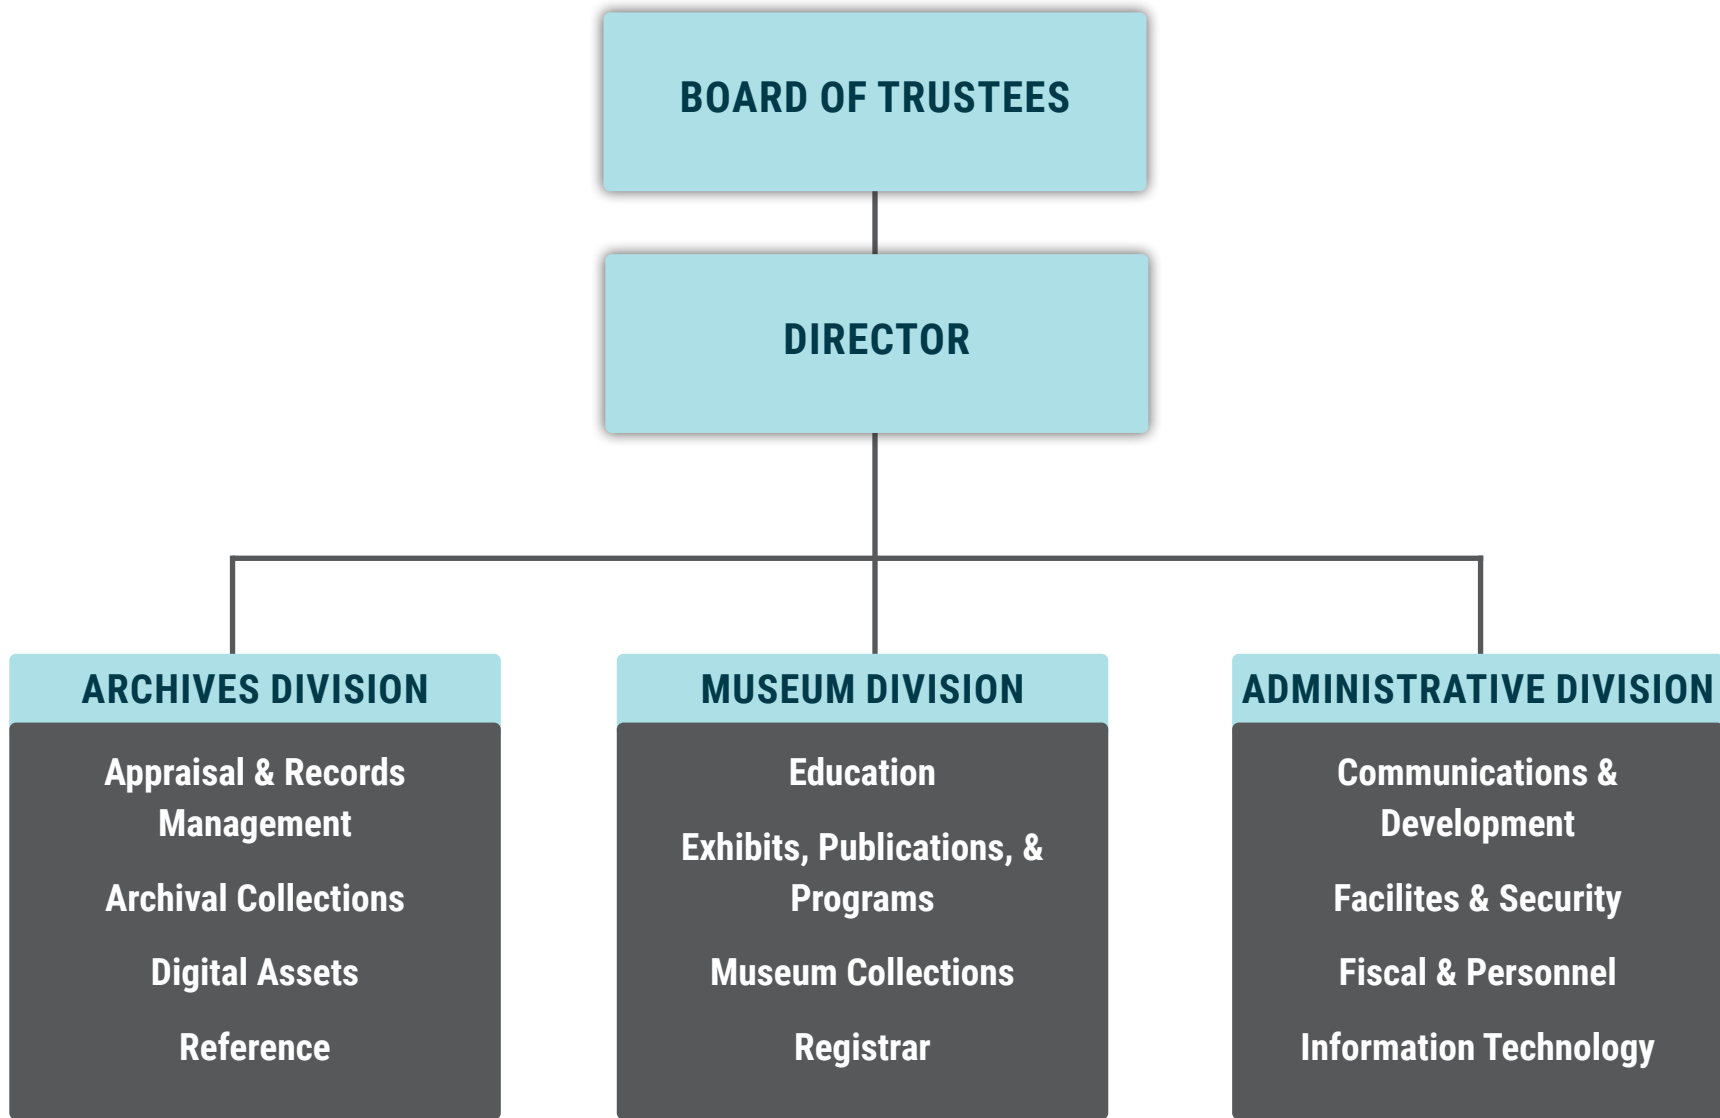 BOARD OF TRUSTEES
DIRECTOR
ARCHIVES DIVISION
Appraisal & Records
Management
Archival Collections
Digital Assets
Reference
MUSEUM DIVISION
Education
Exhibits, Publications, &
Programs
Museum Collections
Registrar
ADMINISTRATIVE DIVISION
Communications &
Development
Facilites & Security
Fiscal & Personnel
Information Technology